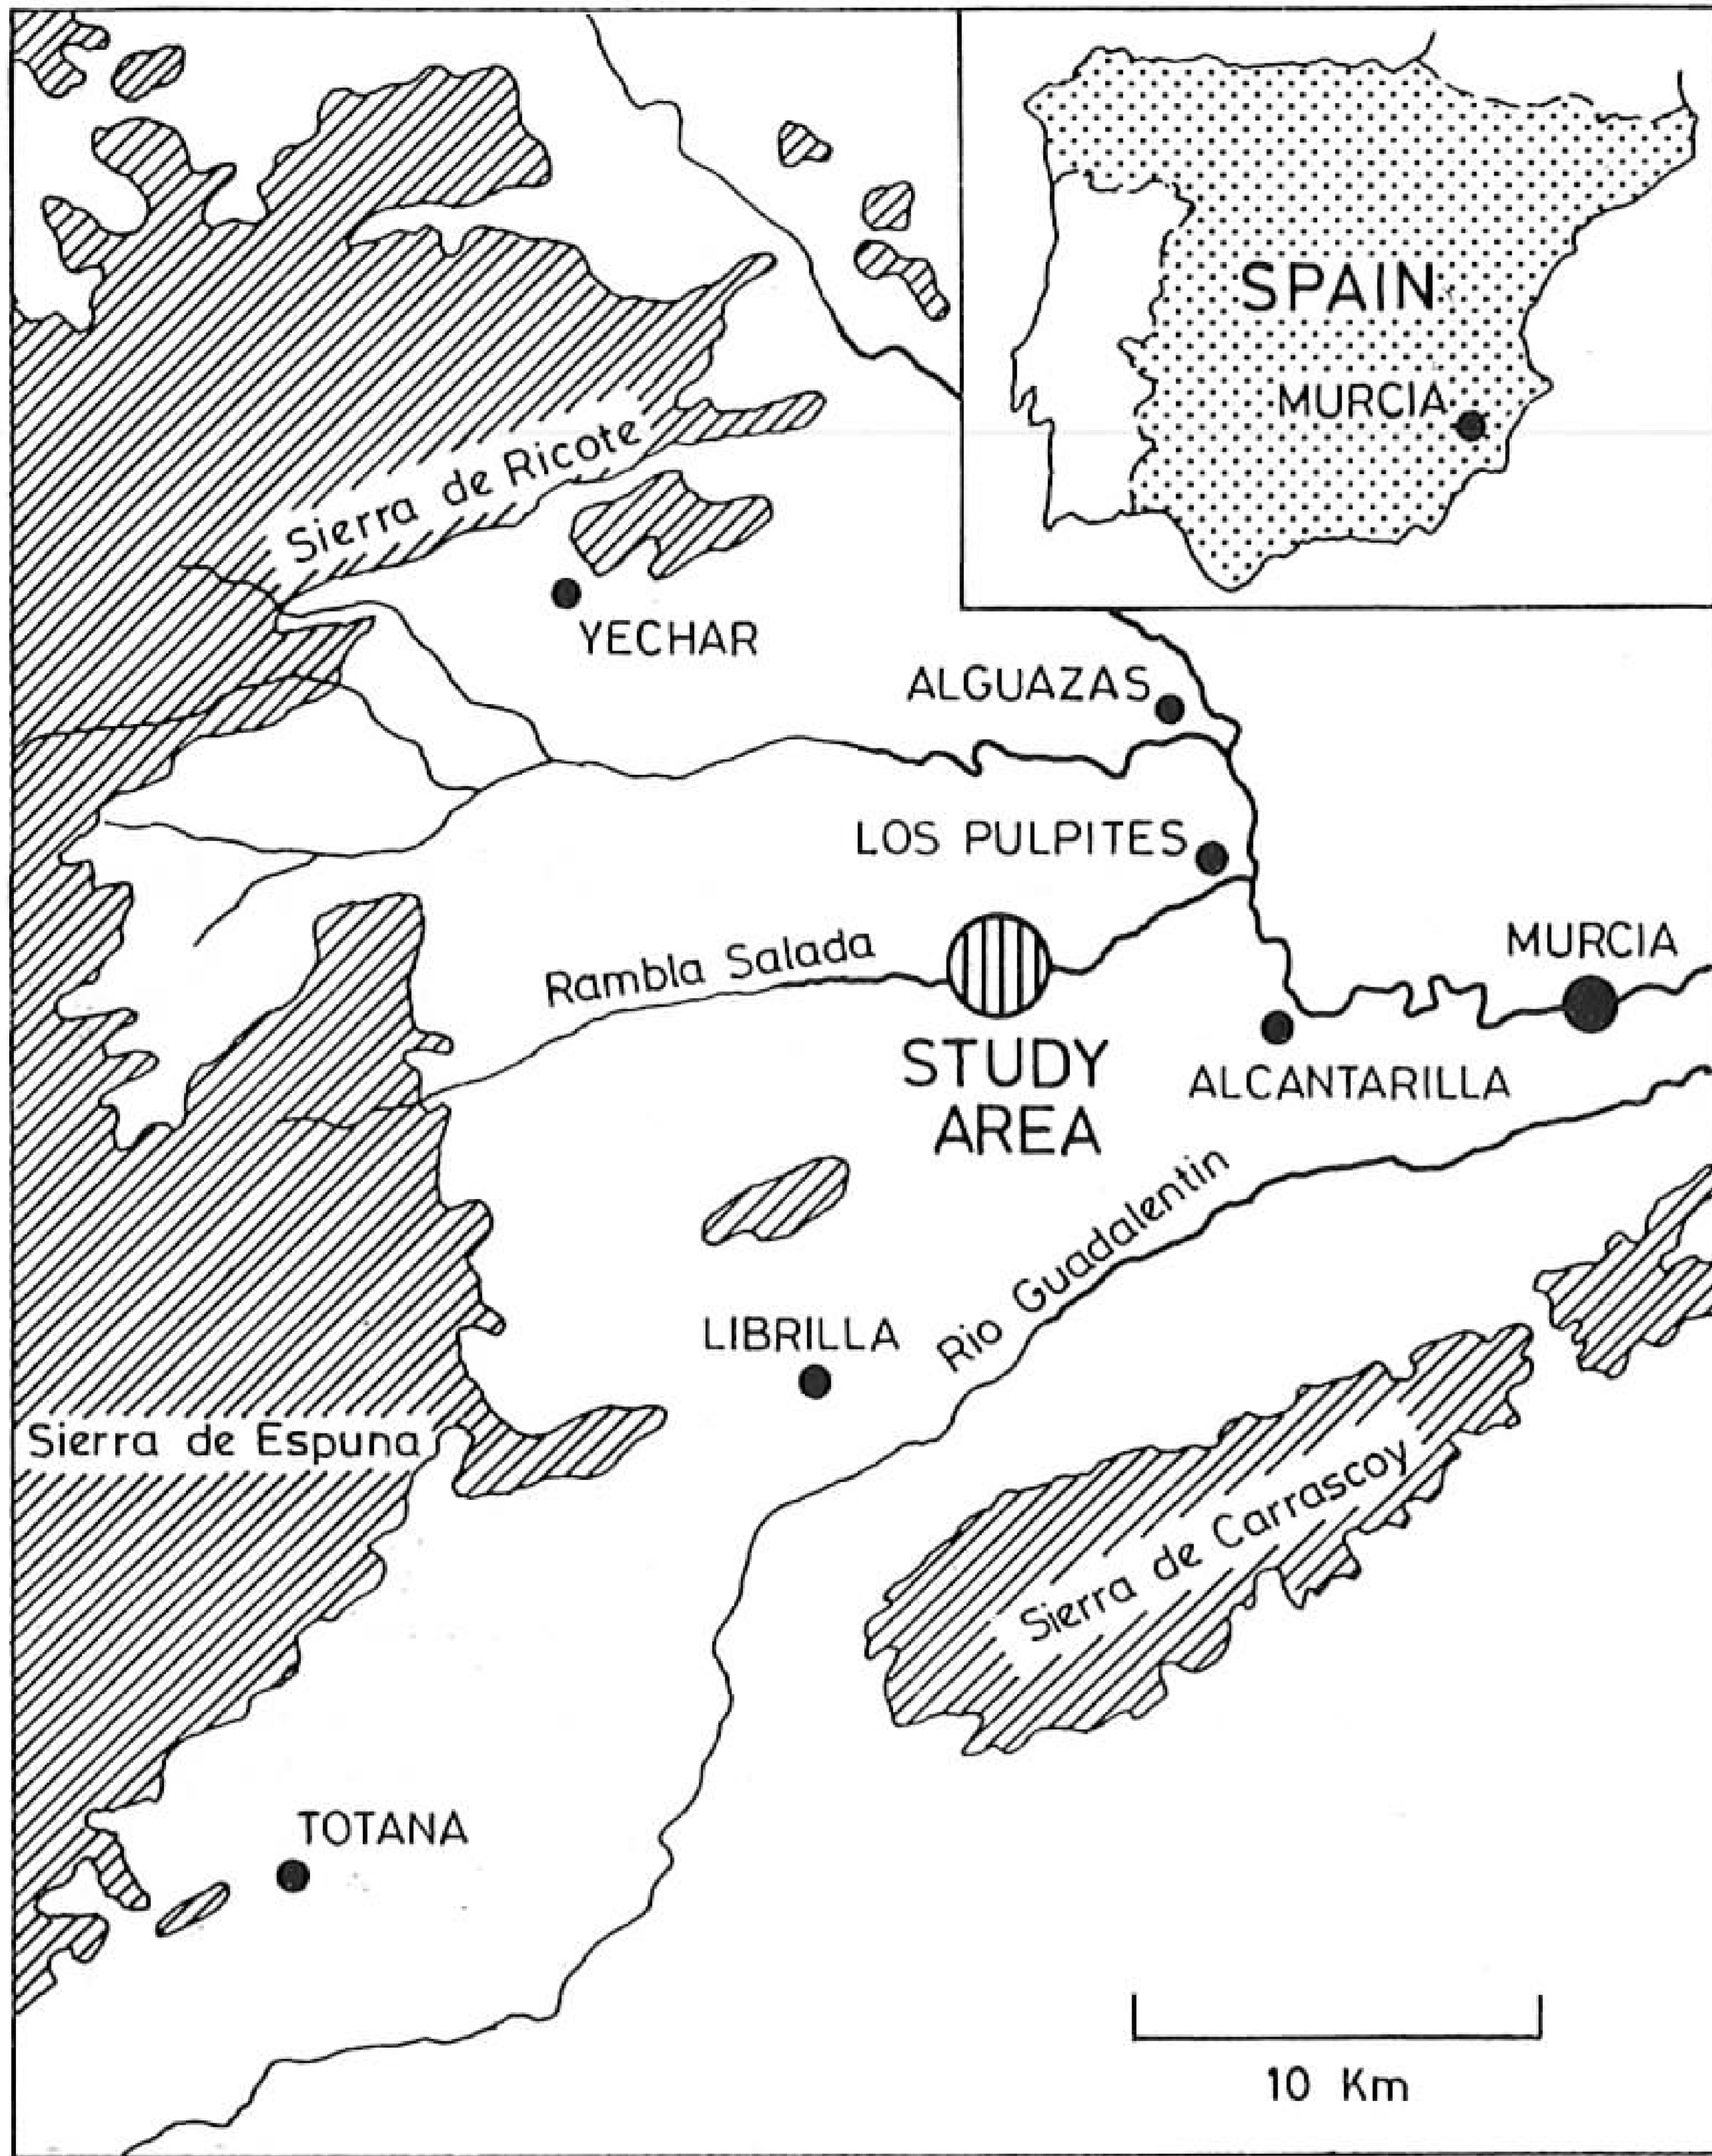 SPAIN
MURCIA
Sierra de Ricote
YECHAR
ALGUAZAS
LOS PULPITES
Rambla Salada
MURCIA
STUDY
AREA
ALCANTARILLA
Rio Guadalentin
LIBRILLA
Sierra de Espuna
Sierra de Carrascoy
TOTANA
10 Km